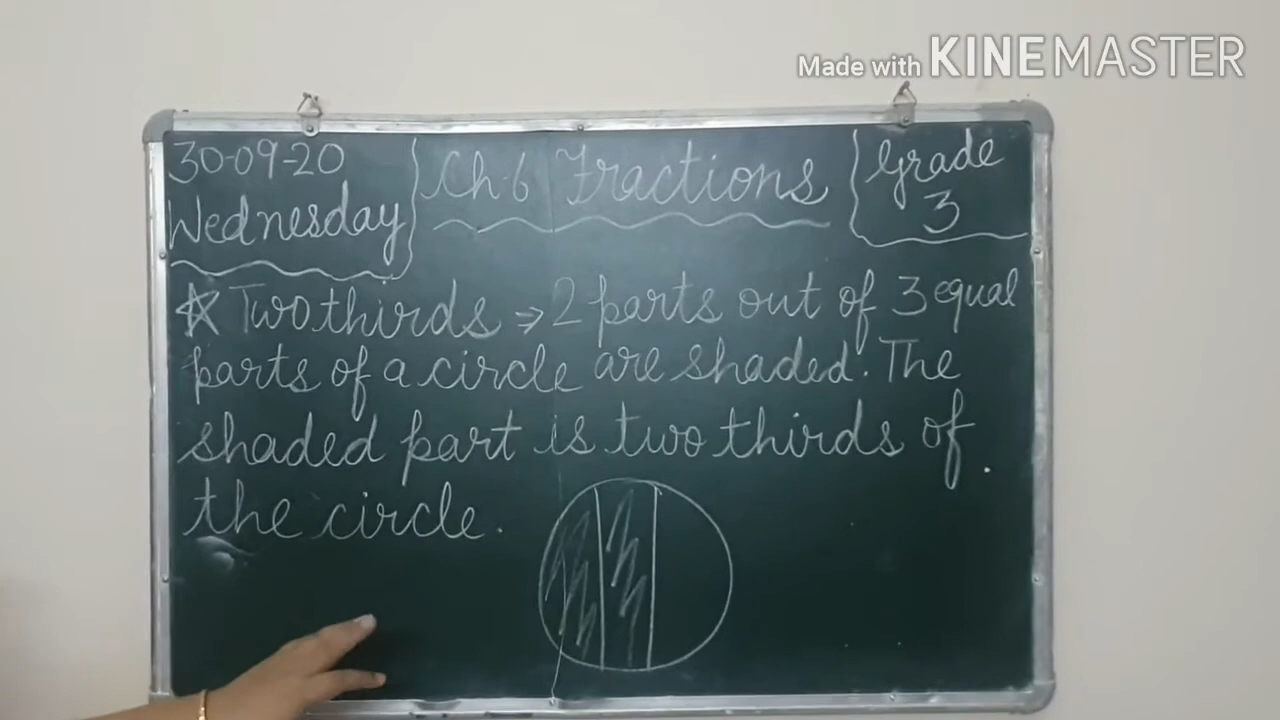 Made with KINEMASTER
30-09-20
Wednesday
Ch.6 Fractions
Grade
3
Two thirds ⇒ 2 parts out of 3 equal
parts of a circle are shaded. The
shaded part is two thirds of
the circle.